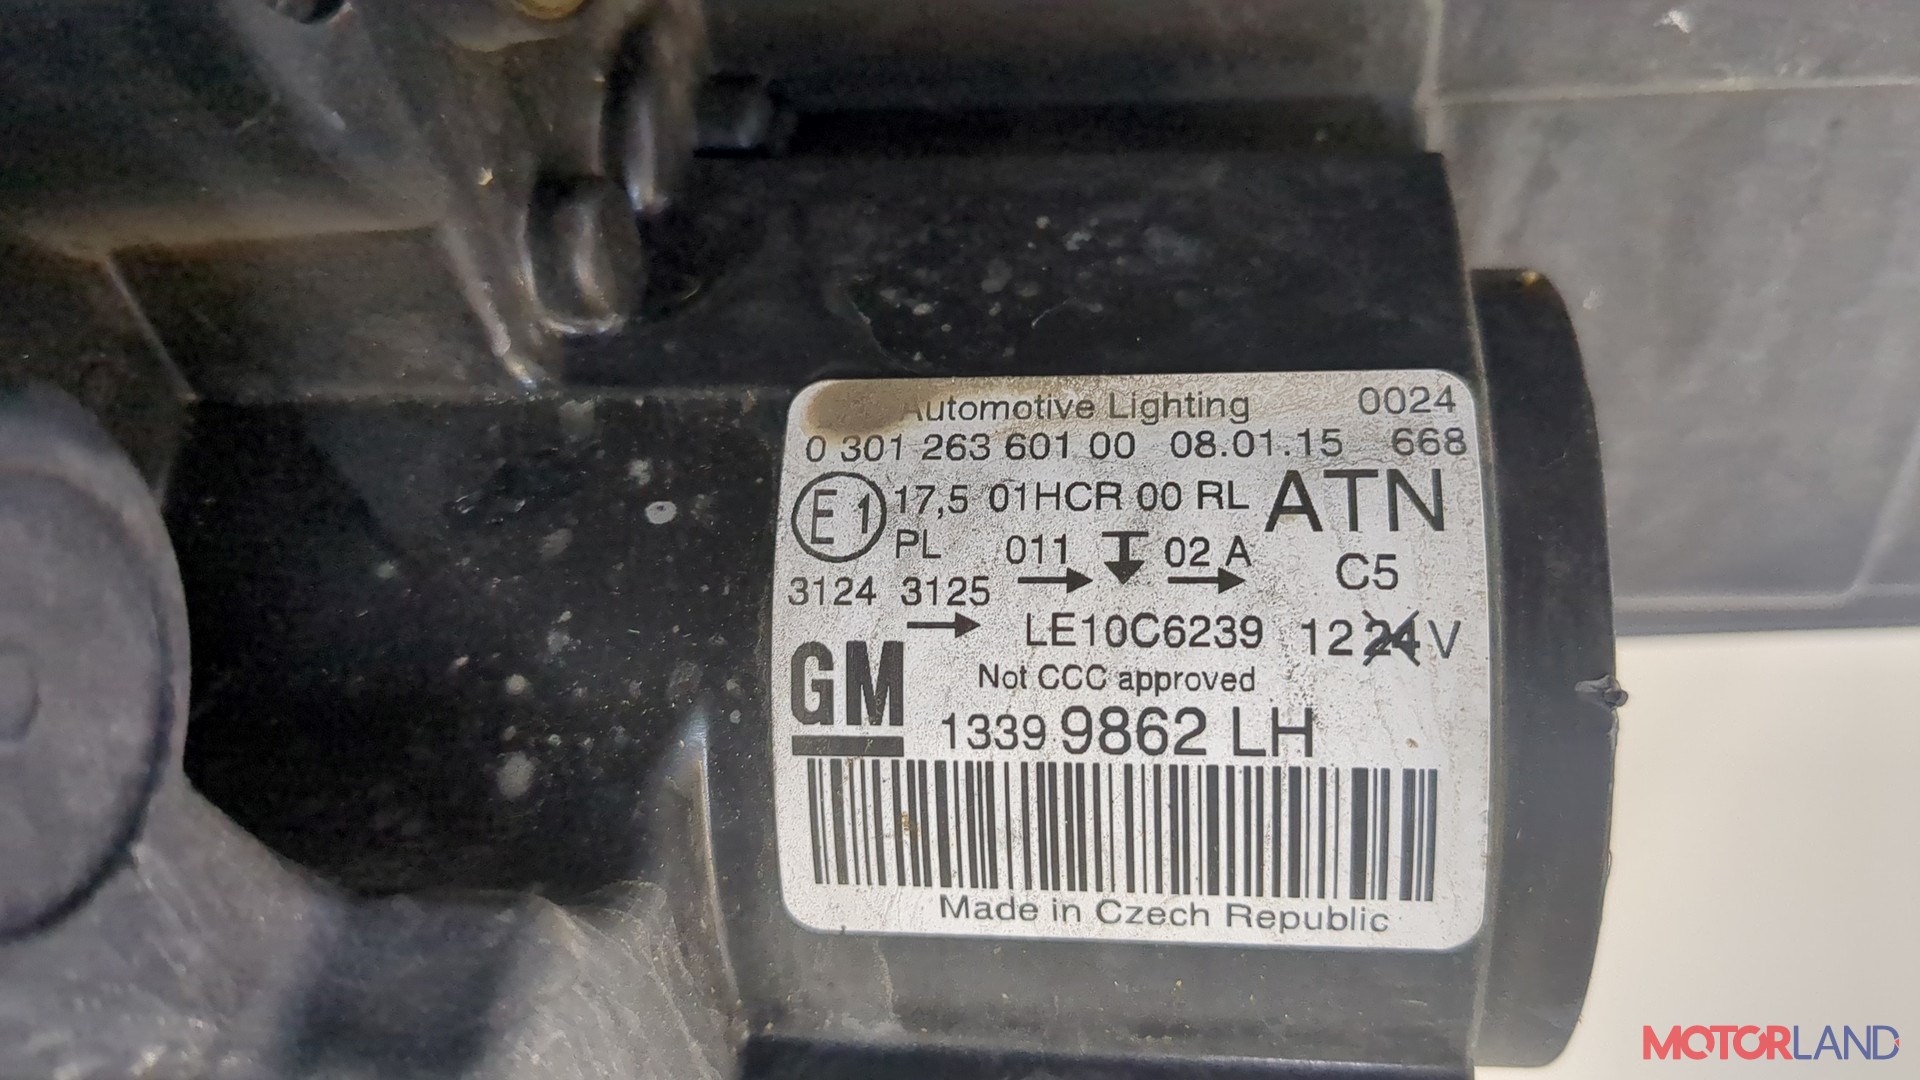 Automotive Lighting 0024
0 301 263 601 00 08.01.15 668
E1 17,5 01HCR 00 RL ATN
PL 011 02 A C5
3124 3125
LE10C6239 12 24 V
Not CCC approved
GM 1339 9862 LH
Made in Czech Republic
MOTORLAND